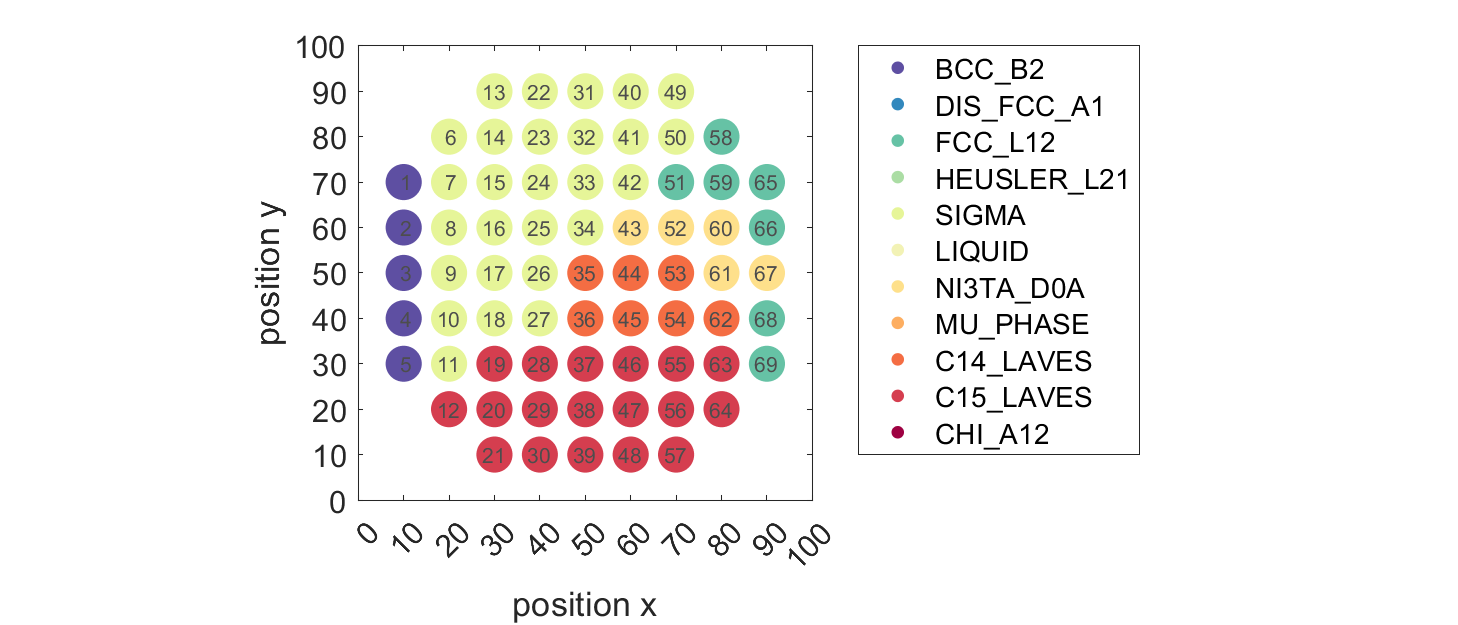 100
90
80
70
60
50
40
30
20
10
0
position y
13 22 31 40 49
6 14 23 32 41 50 58
1 7 15 24 33 42 51 59 65
2 8 16 25 34 43 52 60 66
3 9 17 26 35 44 53 61 67
4 10 18 27 36 45 54 62 68
5 11 19 28 37 46 55 63 69
12 20 29 38 47 56 64
21 30 39 48 57
0 10 20 30 40 50 60 70 80 90 100
position x
BCC_B2
DIS_FCC_A1
FCC_L12
HEUSLER_L21
SIGMA
LIQUID
NI3TA_D0A
MU_PHASE
C14_LAVES
C15_LAVES
CHI_A12